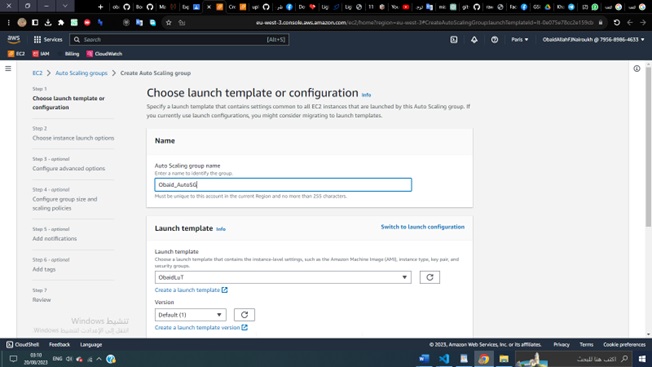 eu-west-3.console.aws.amazon.com/ec2/home?region=eu-west-3#CreateAutoScalingGroup:launchTemplateId=lt-0e075e78cc2e159cb
aws
Services
Search
[Alt+S]
Paris
ObaidAllahFJNairoukh @ 7956-8986-4633
EC2
IAM
Billing
CloudWatch
EC2
Auto Scaling groups
Create Auto Scaling group
Step 1
Choose launch template or
configuration
Step 2
Choose instance launch options
Step 3 - optional
Configure advanced options
Step 4 - optional
Configure group size and
scaling policies
Step 5 - optional
Add notifications
Step 6 - optional
Add tags
Step 7
Review
Choose launch template or configuration Info
Specify a launch template that contains settings common to all EC2 instances that are launched by this Auto Scaling group. If
you currently use launch configurations, you might consider migrating to launch templates.
Name
Auto Scaling group name
Enter a name to identify the group.
Obaid_AutoSG
Must be unique to this account in the current Region and no more than 255 characters.
Launch template Info
Switch to launch configuration
Launch template
Choose a launch template that contains the instance-level settings, such as the Amazon Machine Image (AMI), instance type, key pair, and
security groups.
ObaidLuT
Create a launch template
Version
Default (1)
Create a launch template version
تنشيط Windows
CloudShell
Feedback
Language
© 2023, Amazon Web Services, Inc. or its affiliates.
Privacy
Terms
Cookie preferences
03:10
20/08/2023
ENG
اكتب هنا للبحث